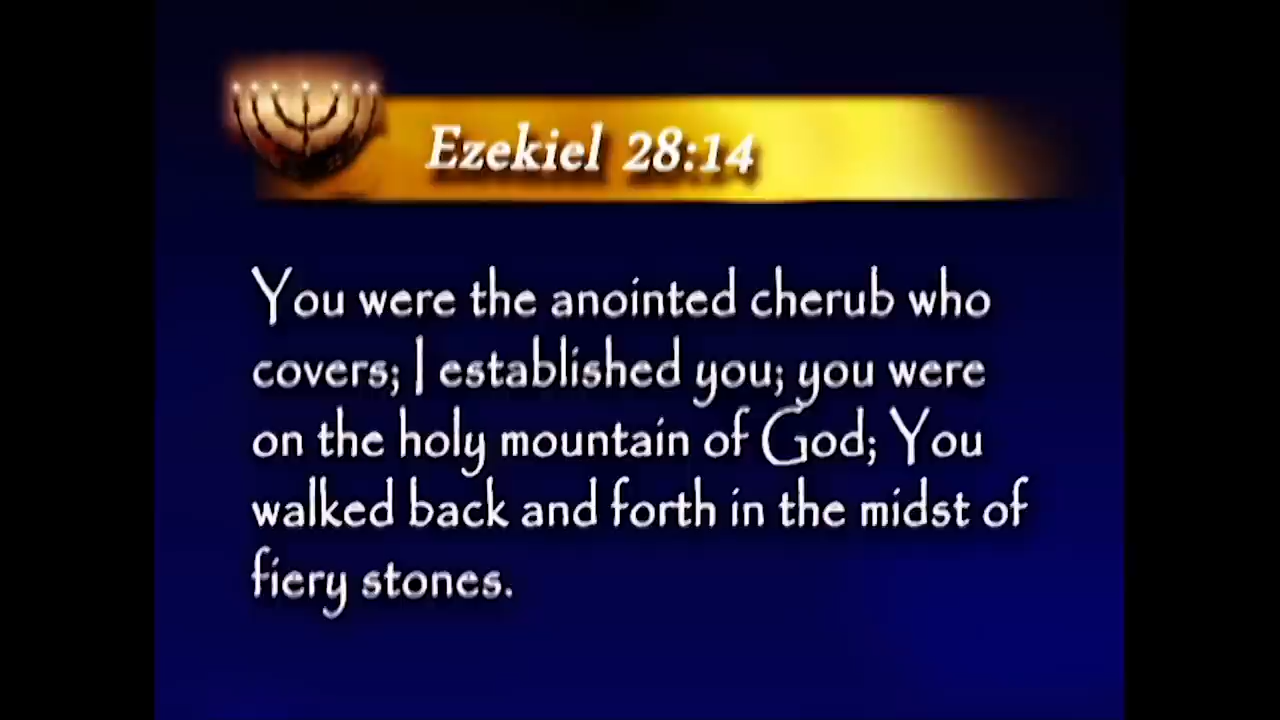 Ezekiel 28:14
You were the anointed cherub who
covers; I established you; you were
on the holy mountain of God; You
walked back and forth in the midst of
fiery stones.